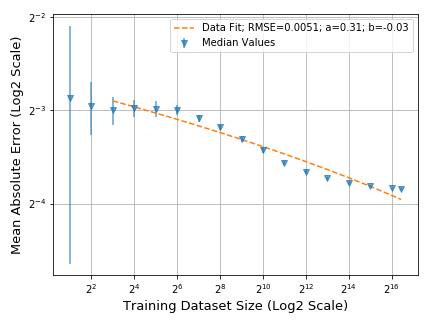 Data Fit; RMSE=0.0051; a=0.31; b=-0.03
Median Values
Mean Absolute Error (Log2 Scale)
2^-2
2^-3
2^-4
2^2 2^4 2^6 2^8 2^10 2^12 2^14 2^16
Training Dataset Size (Log2 Scale)